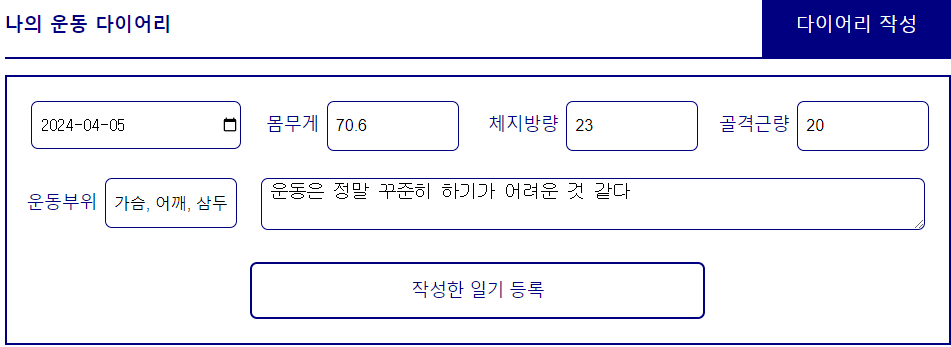 나의 운동 다이어리 다이어리 작성
2024-04-05 몸무게 70.6 체지방량 23 골격근량 20
운동부위 가슴, 어깨, 삼두 운동은 정말 꾸준히 하기가 어려운 것 같다
작성한 일기 등록